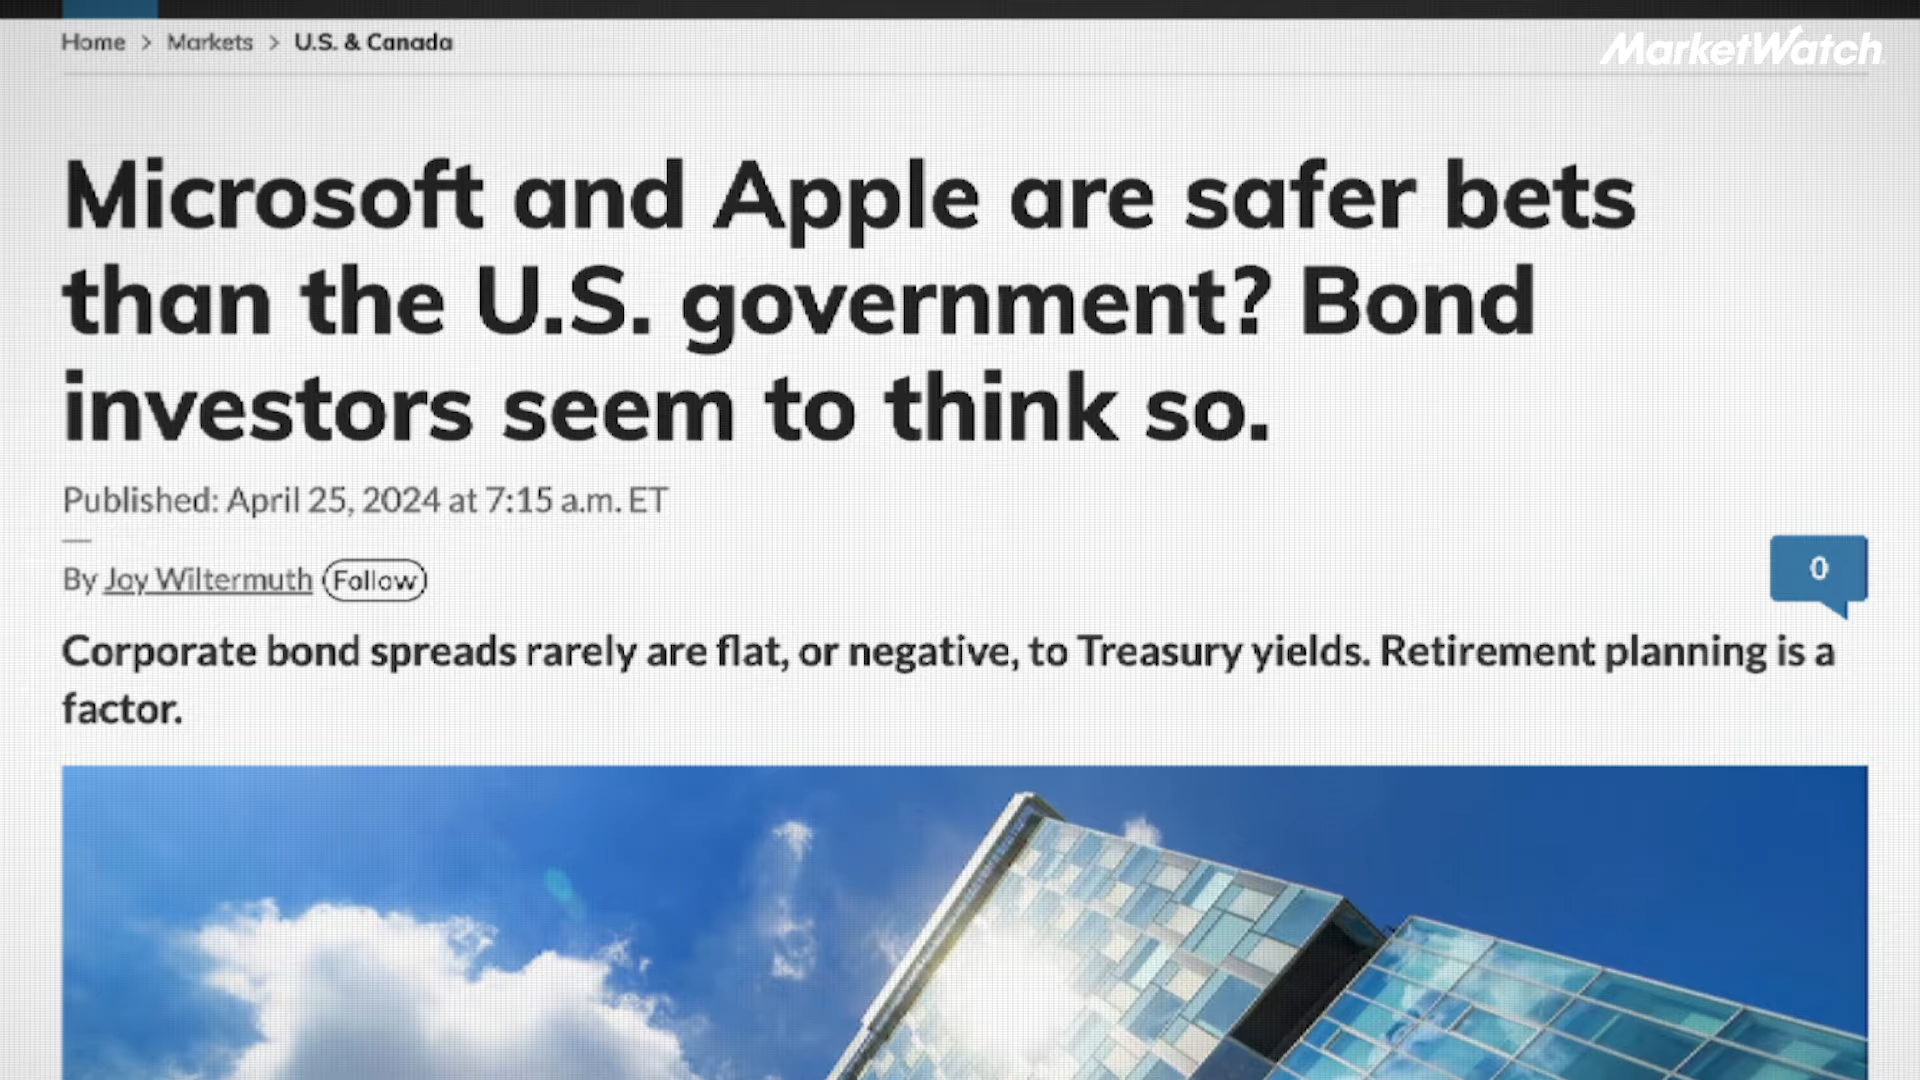 Home > Markets > U.S. & Canada
MarketWatch
Microsoft and Apple are safer bets
than the U.S. government? Bond
investors seem to think so.
Published: April 25, 2024 at 7:15 a.m. ET
By Joy Wiltermuth Follow
0
Corporate bond spreads rarely are flat, or negative, to Treasury yields. Retirement planning is a
factor.